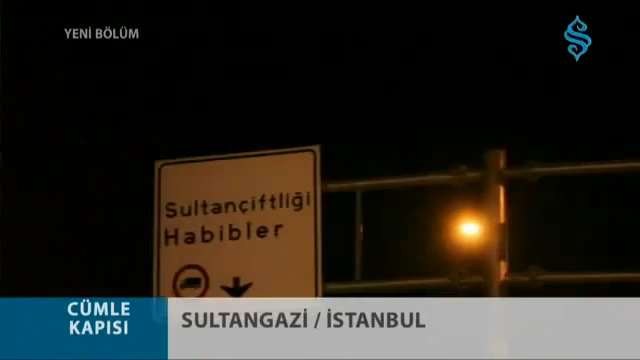 YENİ BÖLÜM
Sultançiftliği
Habibler
CÜMLE
KAPISI
SULTANGAZİ / İSTANBUL